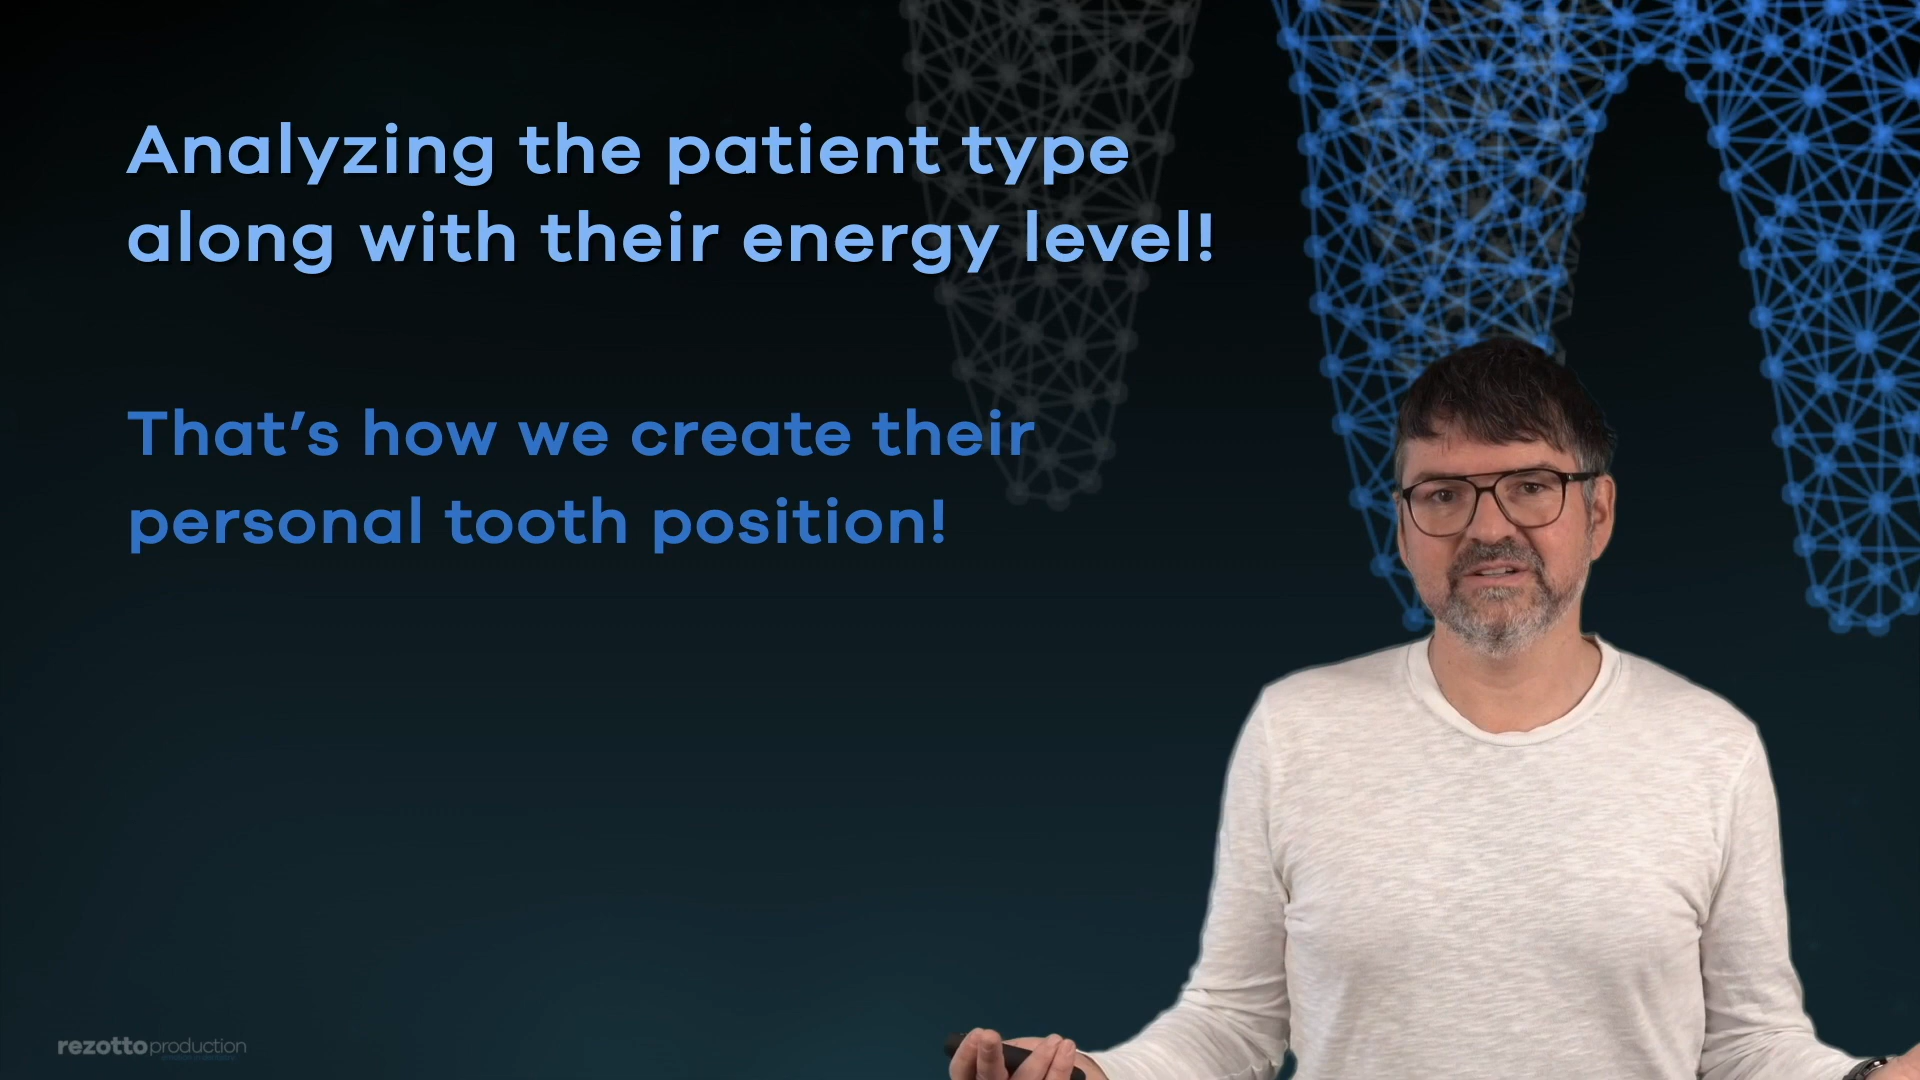 Analyzing the patient type
along with their energy level!
That’s how we create their
personal tooth position!
rezottoproduction